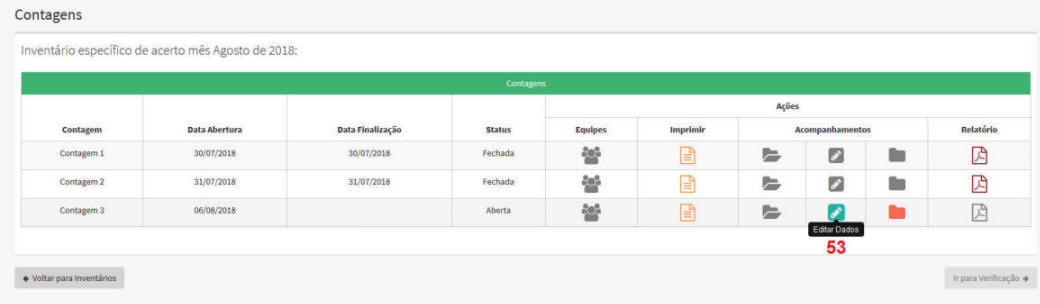 Contagens
Inventário específico de acerto mês Agosto de 2018:
Contagens
Ações
Contagem Data Abertura Data Finalização Status Equipes Imprimir Acompanhamentos Relatório
Contagem 1 30/07/2018 30/07/2018 Fechada
Contagem 2 31/07/2018 31/07/2018 Fechada
Contagem 3 06/08/2018 Aberta
Editar Dados
53
Voltar para Inventários Ir para Verificação